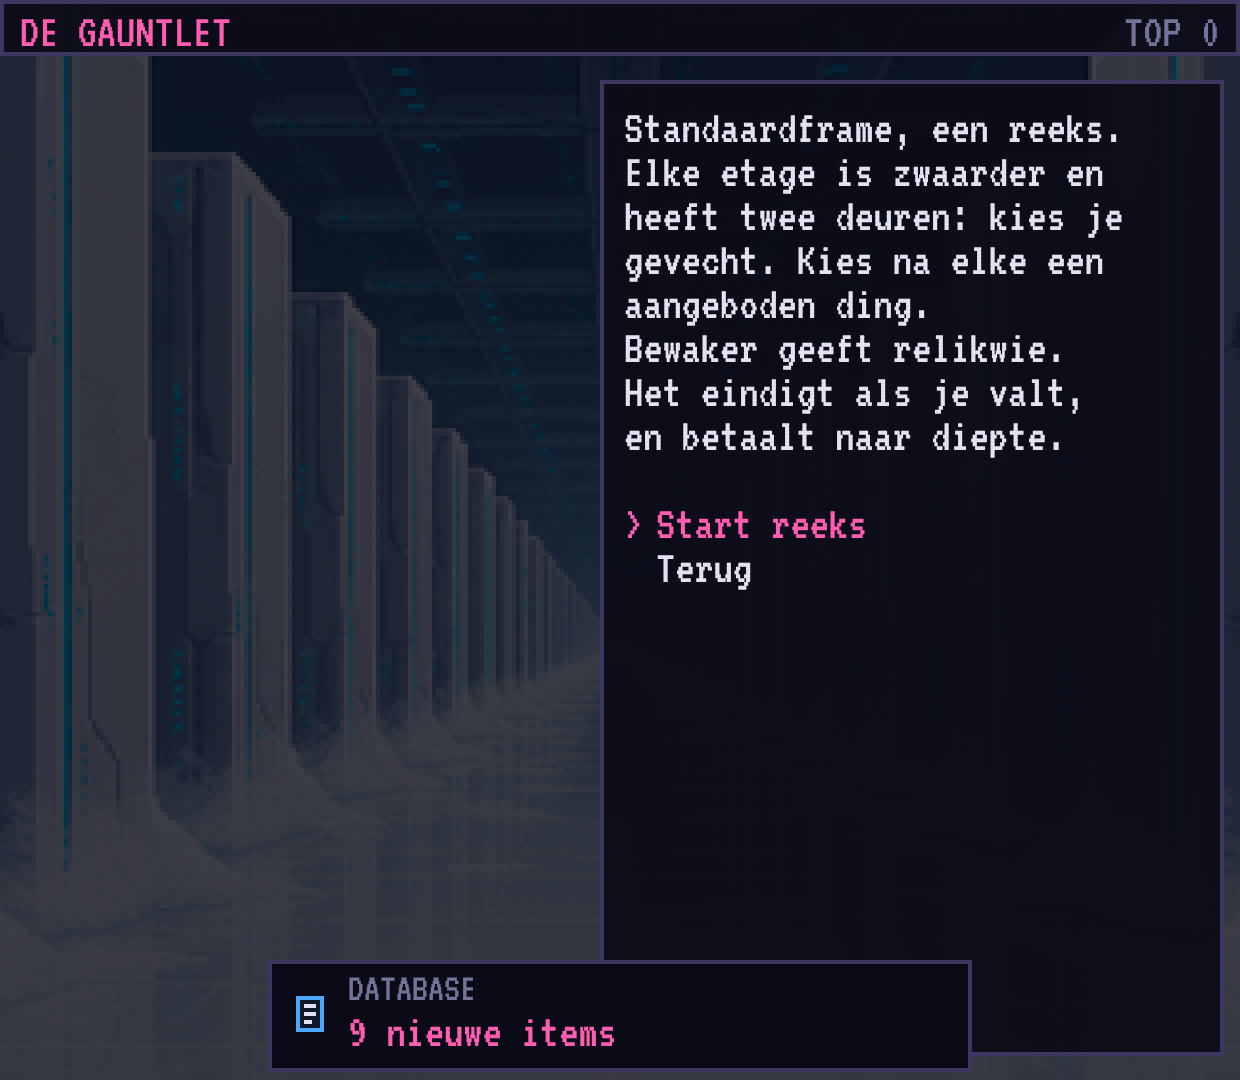 DE GAUNTLET
TOP 0
Standaardframe, een reeks.
Elke etage is zwaarder en
heeft twee deuren: kies je
gevecht. Kies na elke een
aangeboden ding.
Bewaker geeft relikwie.
Het eindigt als je valt,
en betaalt naar diepte.
> Start reeks
Terug
DATABASE
9 nieuwe items